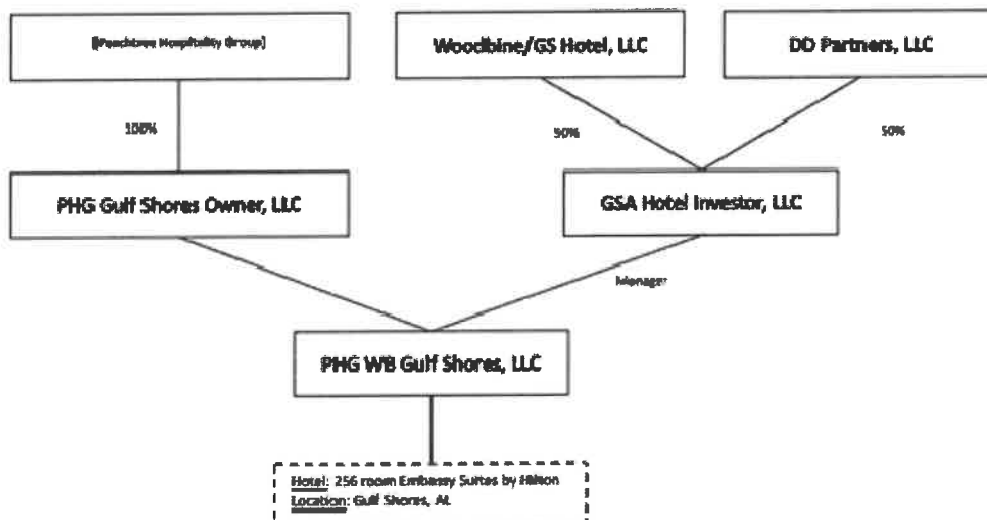 [Peachtree Hospitality Group]
Woodbine/GS Hotel, LLC
DD Partners, LLC
100%
50%
50%
PHG Gulf Shores Owner, LLC
GSA Hotel Investor, LLC
Manager
PHG WB Gulf Shores, LLC
Hotel: 256 room Embassy Suites by Hilton
Location: Gulf Shores, AL